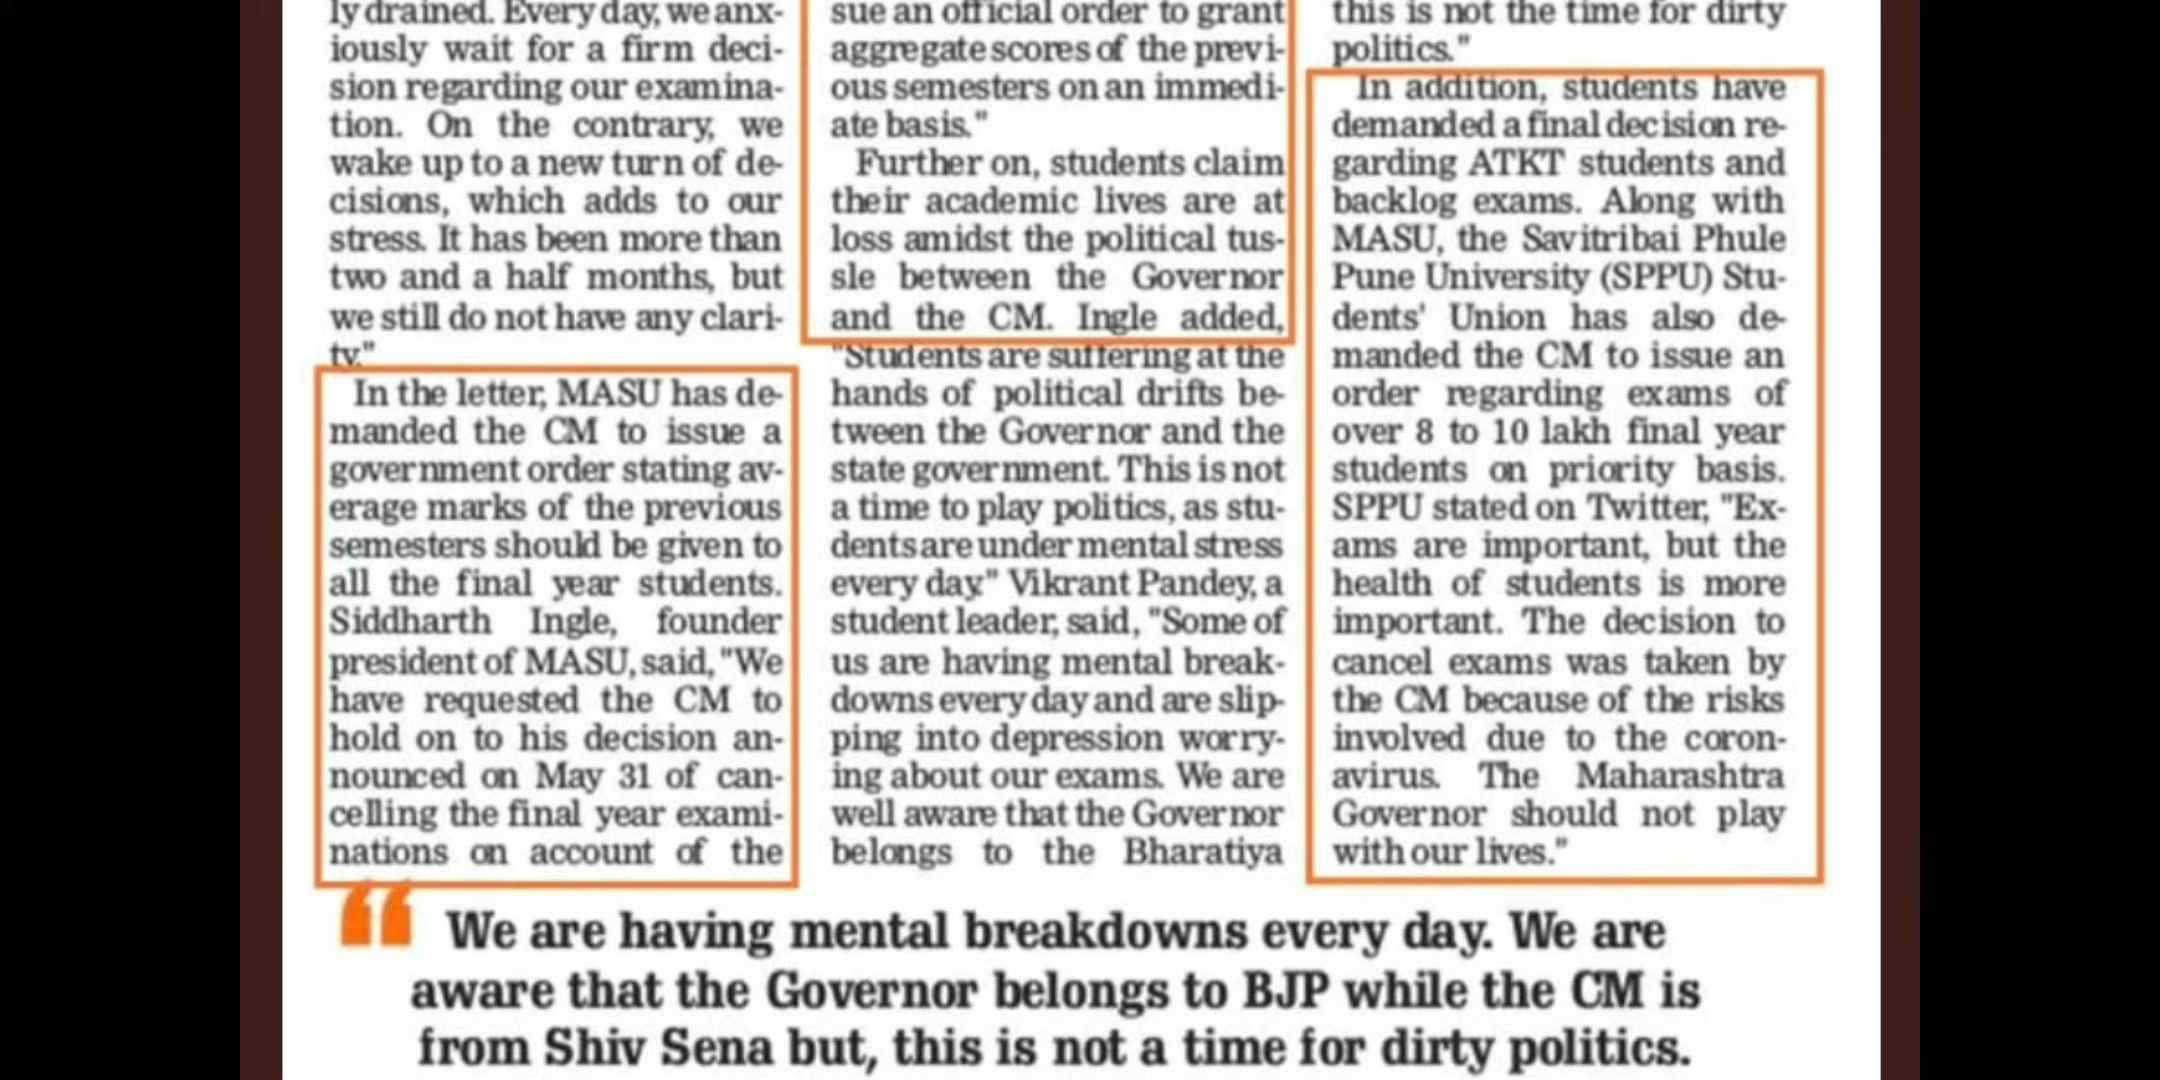 ly drained. Every day, we anx-
iously wait for a firm deci-
sion regarding our examina-
tion. On the contrary, we
wake up to a new turn of de-
cisions, which adds to our
stress. It has been more than
two and a half months, but
we still do not have any clari-
ty."
In the letter, MASU has de-
manded the CM to issue a
government order stating av-
erage marks of the previous
semesters should be given to
all the final year students.
Siddharth Ingle, founder
president of MASU, said, "We
have requested the CM to
hold on to his decision an-
nounced on May 31 of can-
celling the final year exami-
nations on account of the
sue an official order to grant
aggregate scores of the previ-
ous semesters on an immedi-
ate basis."
Further on, students claim
their academic lives are at
loss amidst the political tus-
sle between the Governor
and the CM. Ingle added,
"Students are suffering at the
hands of political drifts be-
tween the Governor and the
state government. This is not
a time to play politics, as stu-
dents are under mental stress
every day." Vikrant Pandey, a
student leader, said, "Some of
us are having mental break-
downs every day and are slip-
ping into depression worry-
ing about our exams. We are
well aware that the Governor
belongs to the Bharatiya
this is not the time for dirty
politics."
In addition, students have
demanded a final decision re-
garding ATKT students and
backlog exams. Along with
MASU, the Savitribai Phule
Pune University (SPPU) Stu-
dents' Union has also de-
manded the CM to issue an
order regarding exams of
over 8 to 10 lakh final year
students on priority basis.
SPPU stated on Twitter, "Ex-
ams are important, but the
health of students is more
important. The decision to
cancel exams was taken by
the CM because of the risks
involved due to the coron-
avirus. The Maharashtra
Governor should not play
with our lives."
“ We are having mental breakdowns every day. We are
aware that the Governor belongs to BJP while the CM is
from Shiv Sena but, this is not a time for dirty politics.